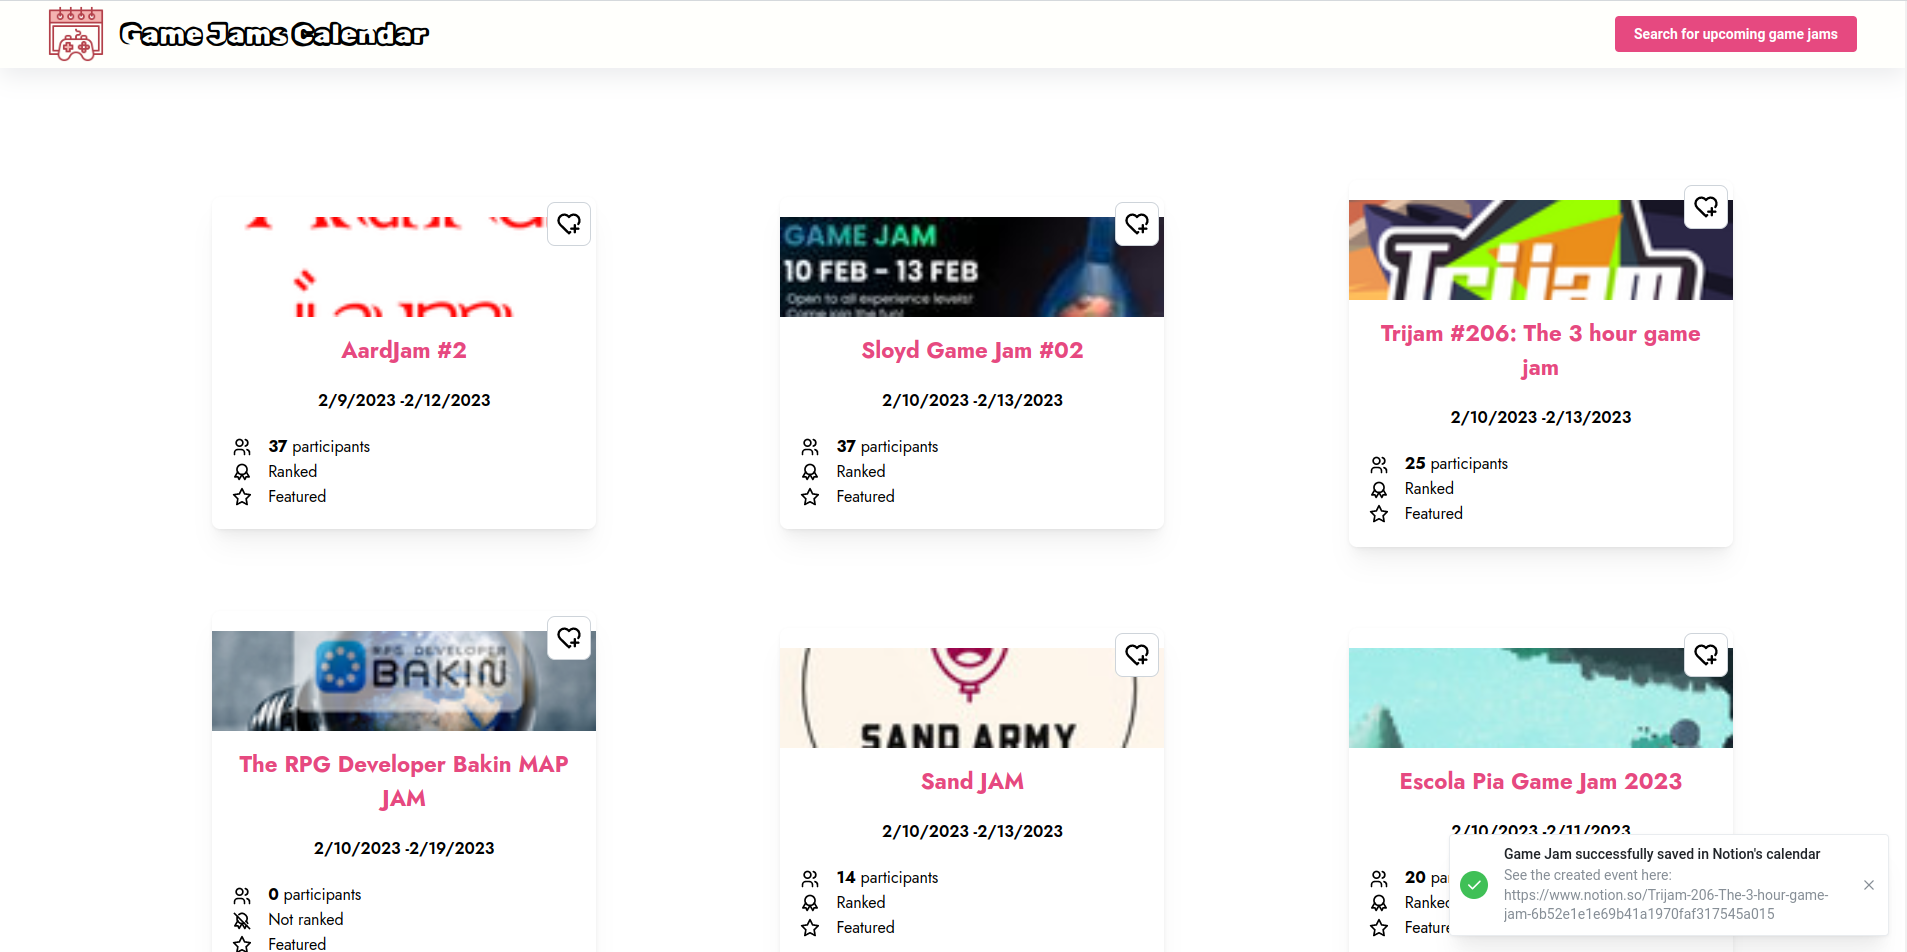 Game Jams Calendar
Search for upcoming game jams
GAME JAM
10 FEB – 13 FEB
Open to all experience levels!
Come join the fun!
Trijam
AardJam #2
Sloyd Game Jam #02
Trijam #206: The 3 hour game
jam
2/9/2023 -2/12/2023
2/10/2023 -2/13/2023
2/10/2023 -2/13/2023
37 participants
Ranked
Featured
37 participants
Ranked
Featured
25 participants
Ranked
Featured
RPG DEVELOPER
BAKIN
SAND ARMY
The RPG Developer Bakin MAP
JAM
Sand JAM
Escola Pia Game Jam 2023
2/10/2023 -2/19/2023
2/10/2023 -2/13/2023
2/10/2023 -2/11/2023
0 participants
Not ranked
Featured
14 participants
Ranked
Featured
20 pa
Ranked
Feature
Game Jam successfully saved in Notion's calendar
See the created event here:
https://www.notion.so/Trijam-206-The-3-hour-game-
jam-6b52e1e1e69b41a1970faf317545a015